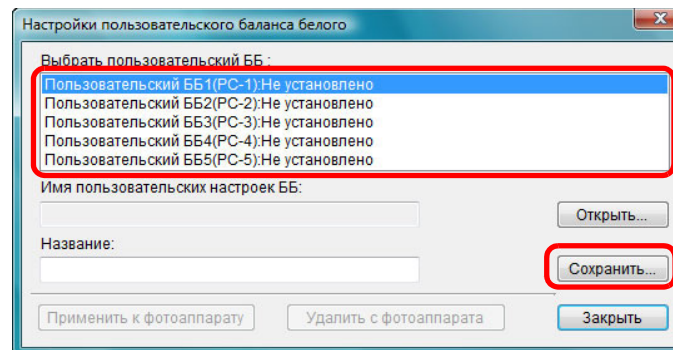 Настройки пользовательского баланса белого
Выбрать пользовательский ББ :
Пользовательский ББ1(PC-1):Не установлено
Пользовательский ББ2(PC-2):Не установлено
Пользовательский ББ3(PC-3):Не установлено
Пользовательский ББ4(PC-4):Не установлено
Пользовательский ББ5(PC-5):Не установлено
Имя пользовательских настроек ББ:
Открыть...
Название:
Сохранить...
Применить к фотоаппарату Удалить с фотоаппарата Закрыть